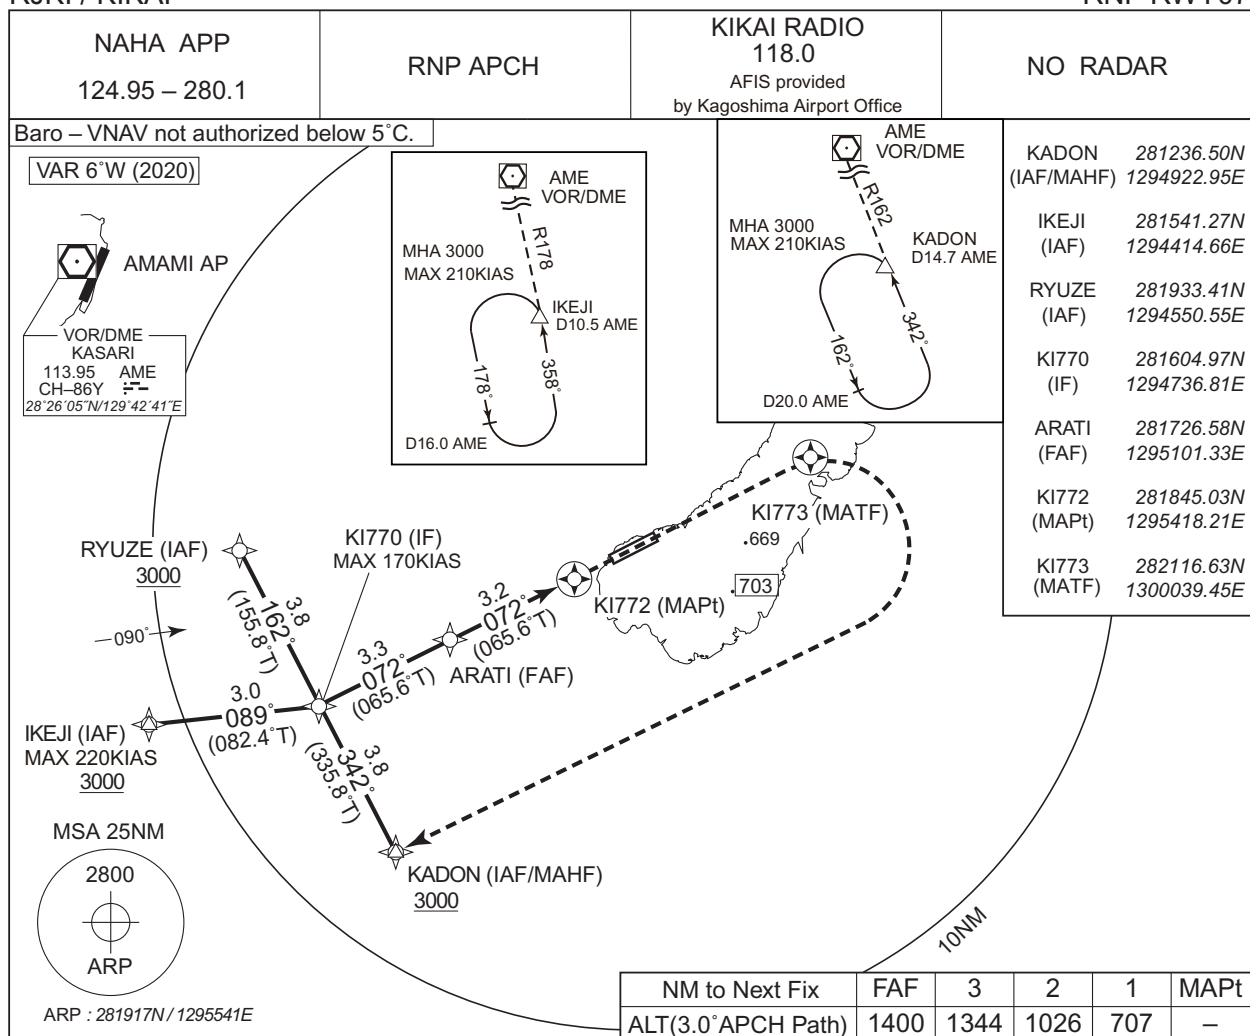 NAHA APP
124.95 – 280.1
RNP APCH
KIKAI RADIO
118.0
AFIS provided
by Kagoshima Airport Office
NO RADAR
Baro – VNAV not authorized below 5˚C.
VAR 6˚W (2020)
AMAMI AP
VOR/DME
KASARI
113.95 AME
CH–86Y
28˚26´05˝N/129˚42´41˝E
AME
VOR/DME
R178
MHA 3000
MAX 210KIAS
IKEJI
D10.5 AME
178˚
358˚
D16.0 AME
AME
VOR/DME
R162
MHA 3000
MAX 210KIAS
KADON
D14.7 AME
162˚
342˚
D20.0 AME
KADON 281236.50N
(IAF/MAHF) 1294922.95E
IKEJI 281541.27N
(IAF) 1294414.66E
RYUZE 281933.41N
(IAF) 1294550.55E
KI770 281604.97N
(IF) 1294736.81E
ARATI 281726.58N
(FAF) 1295101.33E
KI772 281845.03N
(MAPt) 1295418.21E
KI773 282116.63N
(MATF) 1300039.45E
KI773 (MATF)
.669
703
KI772 (MAPt)
KI770 (IF)
MAX 170KIAS
RYUZE (IAF)
3000
3.8
162˚
(155.8˚T)
090˚
3.2
072˚
(065.6˚T)
ARATI (FAF)
3.3
072˚
(065.6˚T)
3.0
089˚
(082.4˚T)
IKEJI (IAF)
MAX 220KIAS
3000
3.8
342˚
(335.8˚T)
KADON (IAF/MAHF)
3000
MSA 25NM
2800
ARP
ARP : 281917N / 1295541E
10NM
NM to Next Fix FAF 3 2 1 MAPt
ALT(3.0˚APCH Path) 1400 1344 1026 707 –